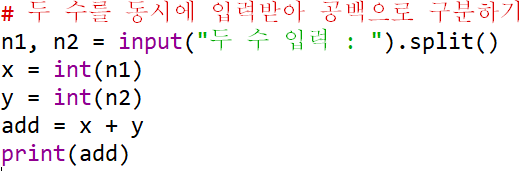 # 두 수를 동시에 입력받아 공백으로 구분하기
n1, n2 = input("두 수 입력 : ").split()
x = int(n1)
y = int(n2)
add = x + y
print(add)